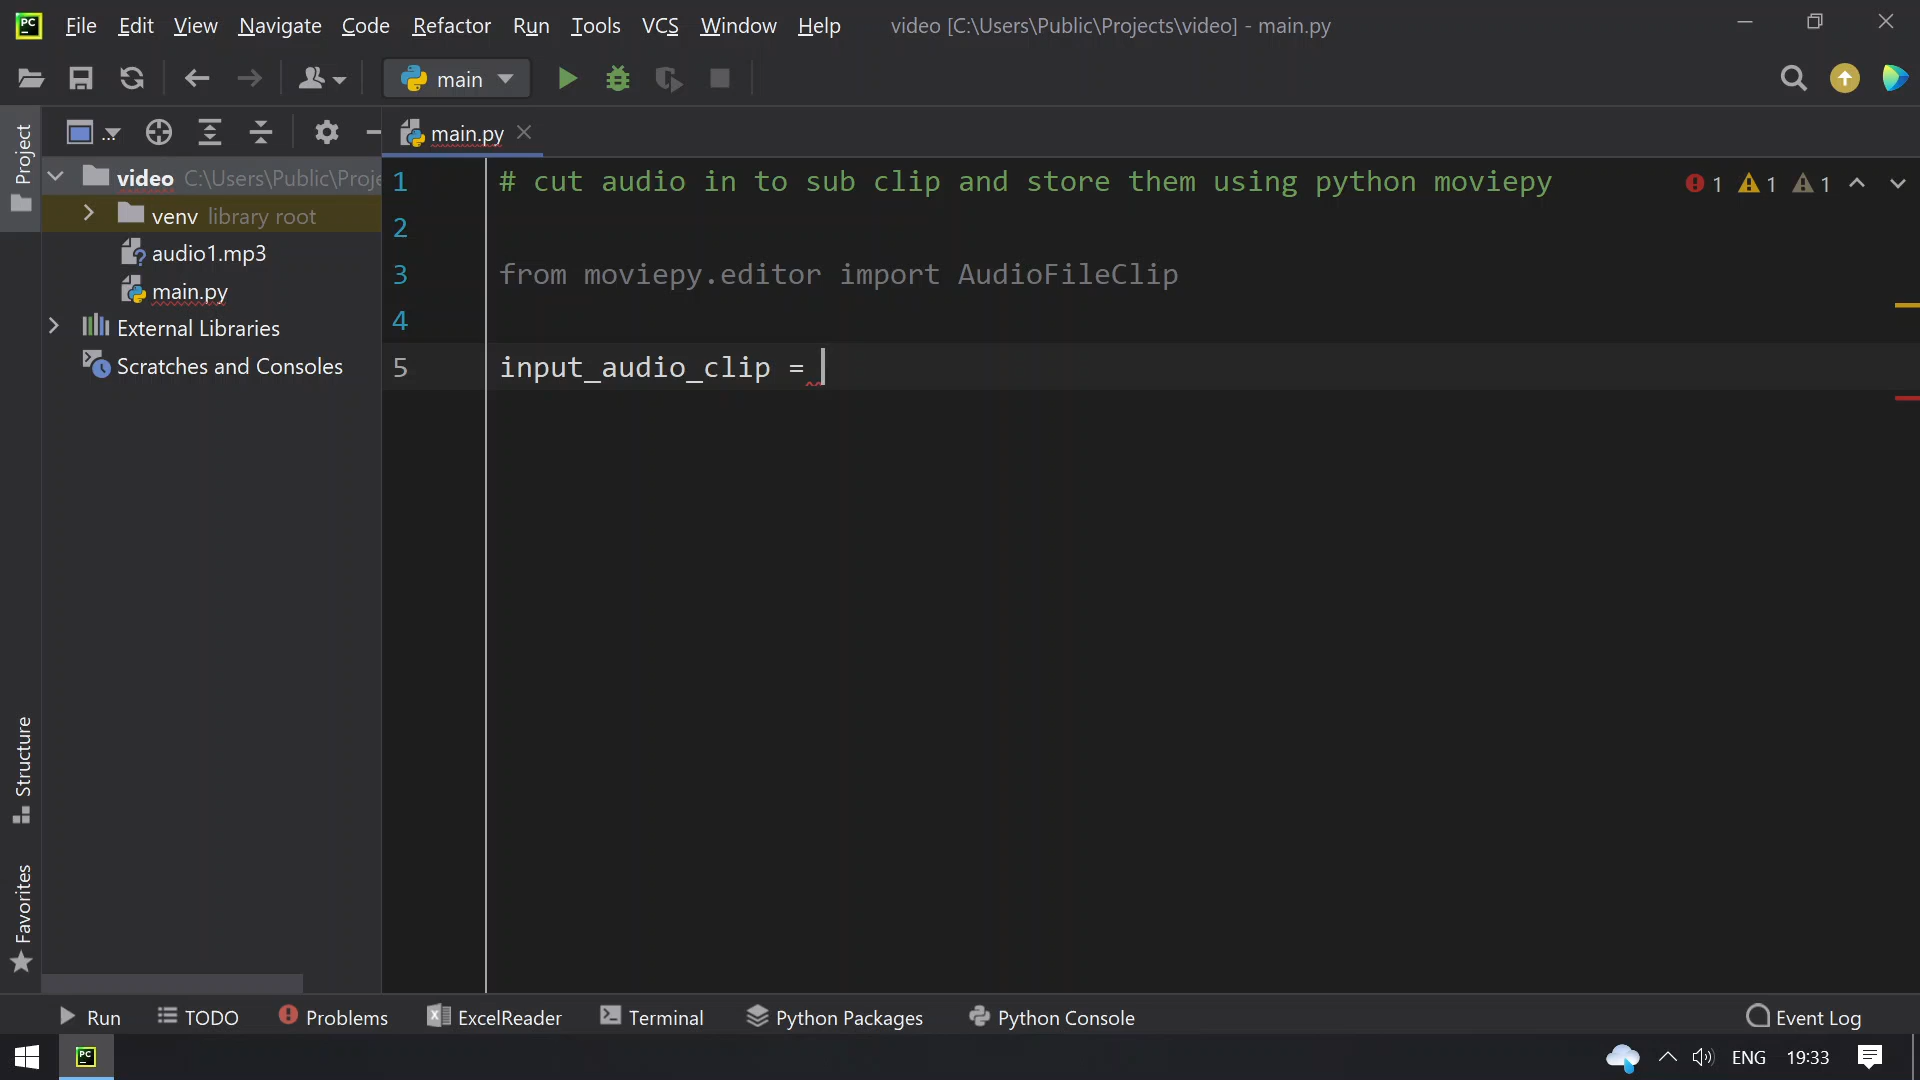 PC File Edit View Navigate Code Refactor Run Tools VCS Window Help video [C:\Users\Public\Projects\video] - main.py
main
Project ... main.py
video C:\Users\Public\Proje
venv library root
audio1.mp3
main.py
External Libraries
Scratches and Consoles
1 # cut audio in to sub clip and store them using python moviepy 1 1 1
2
3 from moviepy.editor import AudioFileClip
4
5 input_audio_clip =
Structure
Favorites
Run TODO Problems ExcelReader Terminal Python Packages Python Console Event Log
PC ENG 19:33